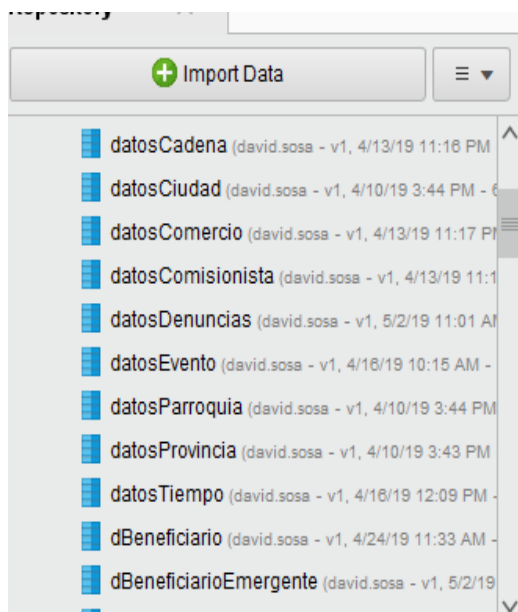 Repository
Import Data
datosCadena (david.sosa - v1, 4/13/19 11:16 PM
datosCiudad (david.sosa - v1, 4/10/19 3:44 PM - 6
datosComercio (david.sosa - v1, 4/13/19 11:17 PM
datosComisionista (david.sosa - v1, 4/13/19 11:1
datosDenuncias (david.sosa - v1, 5/2/19 11:01 AM
datosEvento (david.sosa - v1, 4/16/19 10:15 AM -
datosParroquia (david.sosa - v1, 4/10/19 3:44 PM
datosProvincia (david.sosa - v1, 4/10/19 3:43 PM
datosTiempo (david.sosa - v1, 4/16/19 12:09 PM -
dBeneficiario (david.sosa - v1, 4/24/19 11:33 AM -
dBeneficiarioEmergente (david.sosa - v1, 5/2/19